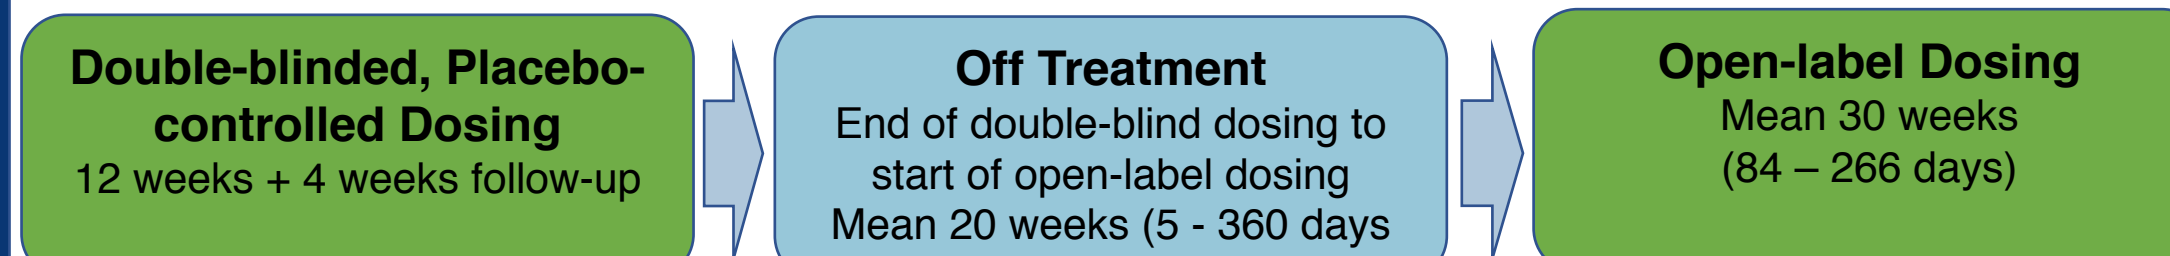 Double-blinded, Placebo-
controlled Dosing
12 weeks + 4 weeks follow-up
Off Treatment
End of double-blind dosing to
start of open-label dosing
Mean 20 weeks (5 - 360 days
Open-label Dosing
Mean 30 weeks
(84 – 266 days)